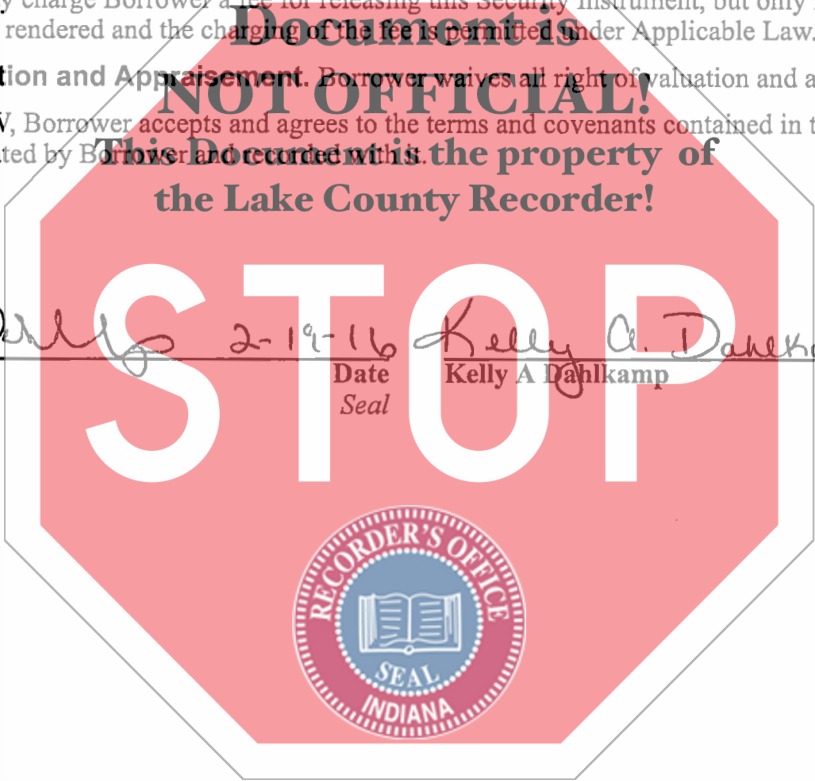 y charge Borrower a fee for releasing this Security Instrument, but only
Document is
rendered and the charging of the fee is permitted under Applicable Law.
tion and Appraisement. Borrower waives all right of valuation and a
NOT OFFICIAL!
, Borrower accepts and agrees to the terms and covenants contained in t
ted by Borrower and recorded with it.
This Document is the property of
the Lake County Recorder!
STOP
2-19-16 Kelly A. Dahlka
Date Kelly A Dahlkamp
Seal
RECORDER'S OFFICE
SEAL
INDIANA